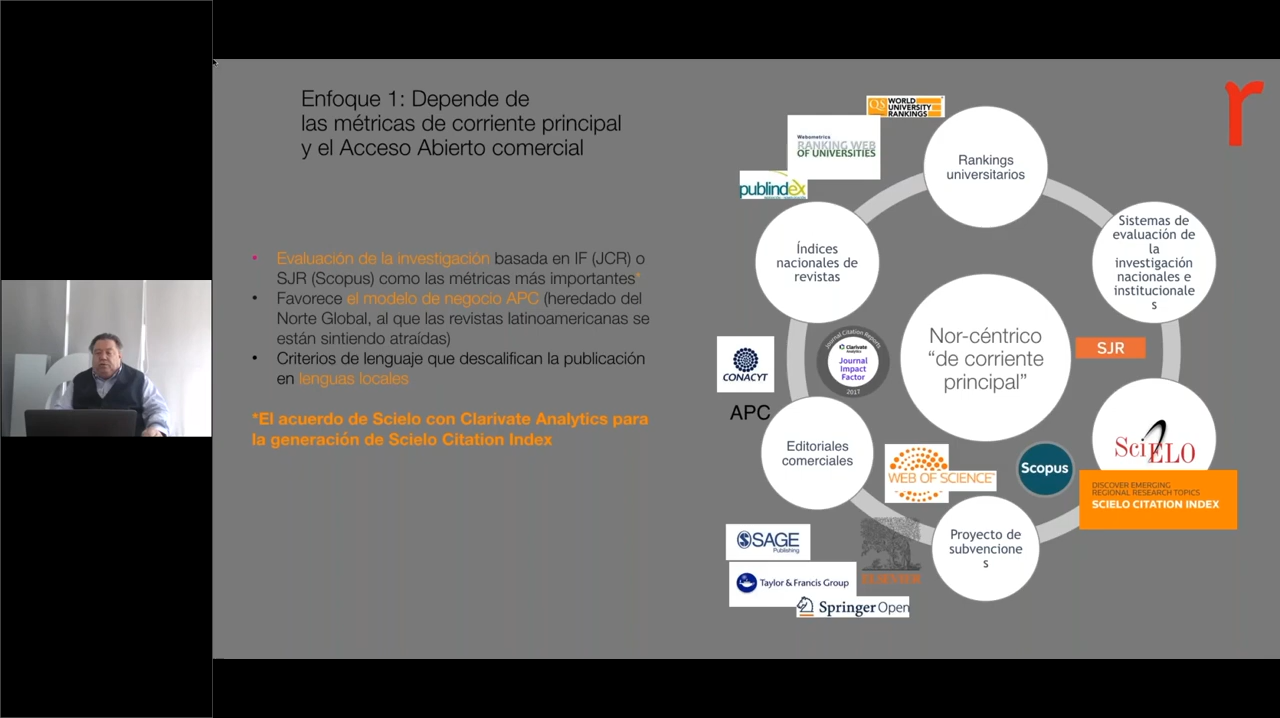 Enfoque 1: Depende de
las métricas de corriente principal
y el Acceso Abierto comercial
• Evaluación de la investigación basada en IF (JCR) o
SJR (Scopus) como las métricas más importantes*
• Favorece el modelo de negocio APC (heredado del
Norte Global, al que las revistas latinoamericanas se
están sintiendo atraídas)
• Criterios de lenguaje que descalifican la publicación
en lenguas locales
*El acuerdo de Scielo con Clarivate Analytics para
la generación de Scielo Citation Index
QS WORLD
UNIVERSITY
RANKINGS
Webometrics
RANKING WEB
OF UNIVERSITIES
publindex
Rankings
universitarios
Índices
nacionales de
revistas
Sistemas de
evaluación de
la
investigación
nacionales e
institucionale
s
Nor-céntrico
“de corriente
principal”
SJR
Journal Citation Reports
Clarivate
Analytics
Journal
Impact
Factor
2017
CONACYT
APC
Editoriales
comerciales
WEB OF SCIENCE
Scopus
SciELO
DISCOVER EMERGING
REGIONAL RESEARCH TOPICS
SCIELO CITATION INDEX
Proyecto de
subvencione
s
SAGE
Publishing
ELSEVIER
Taylor & Francis Group
Springer Open
r